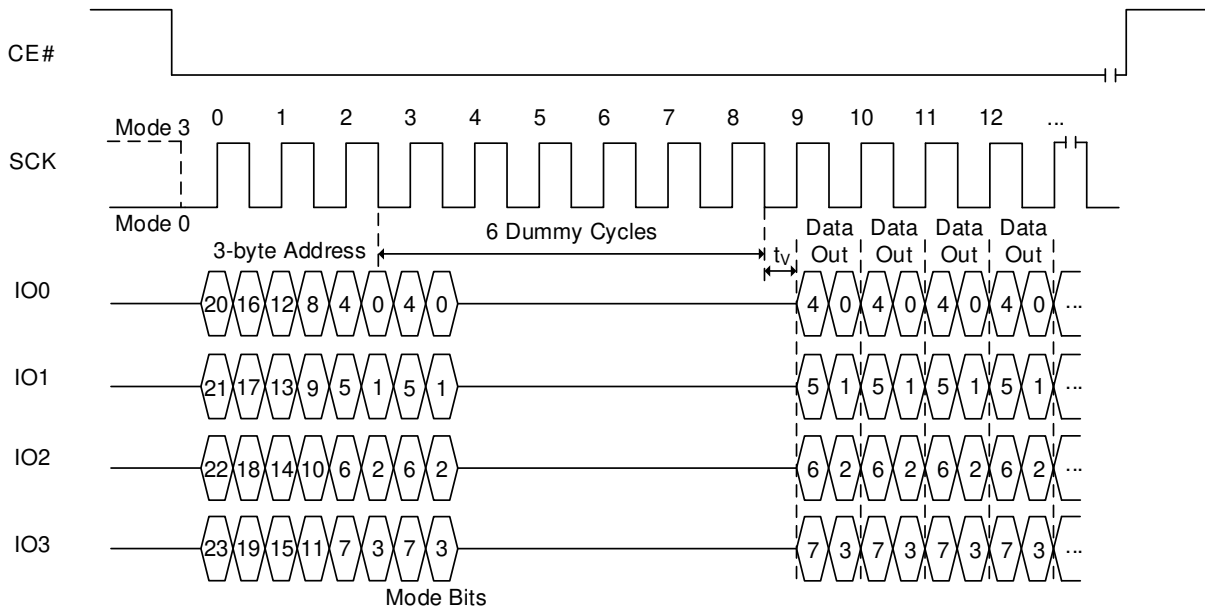 CE#
0 1 2 3 4 5 6 7 8 9 10 11 12 ...
Mode 3
SCK
Mode 0
3-byte Address
6 Dummy Cycles
tV
Data Out
Data Out
Data Out
Data Out
IO0
20 16 12 8 4 0 4 0 4 0 4 0 4 0 4 0 ...
IO1
21 17 13 9 5 1 5 1 5 1 5 1 5 1 5 1 ...
IO2
22 18 14 10 6 2 6 2 6 2 6 2 6 2 6 2 ...
IO3
23 19 15 11 7 3 7 3 7 3 7 3 7 3 7 3 ...
Mode Bits